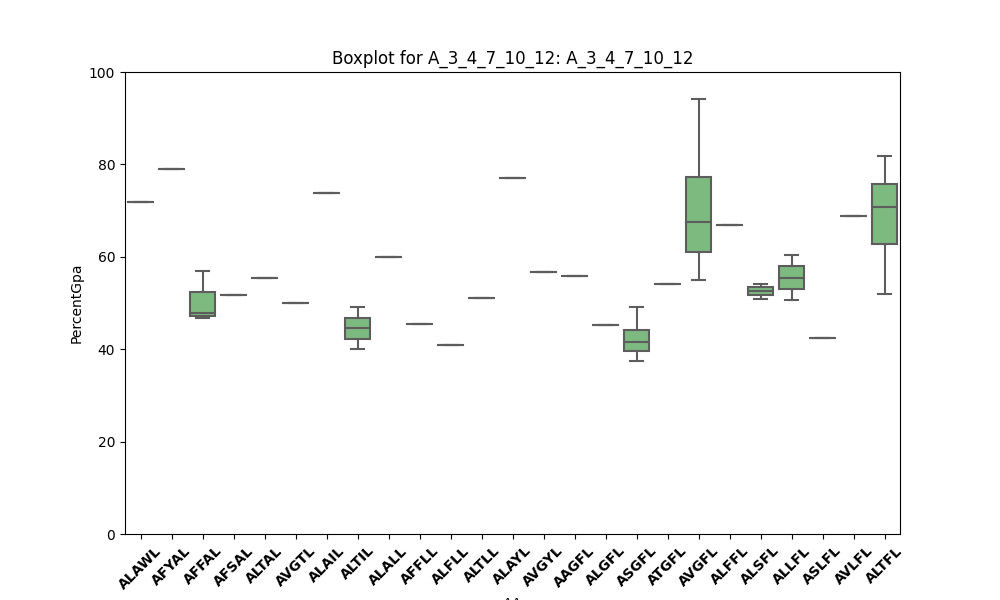 Boxplot for A_3_4_7_10_12: A_3_4_7_10_12
100
80
60
40
20
0
PercentGpa
ALAWL
AFYAL
AFFAL
AFSAL
ALTAL
AVGTL
ALAIL
ALTIL
ALALL
AFFLL
ALFLL
ALTLL
ALAYL
AVGYL
AAGFL
ALGFL
ASGFL
ATGFL
AVGFL
ALFFL
ALSFL
ALLFL
ASLFL
AVLFL
ALTFL